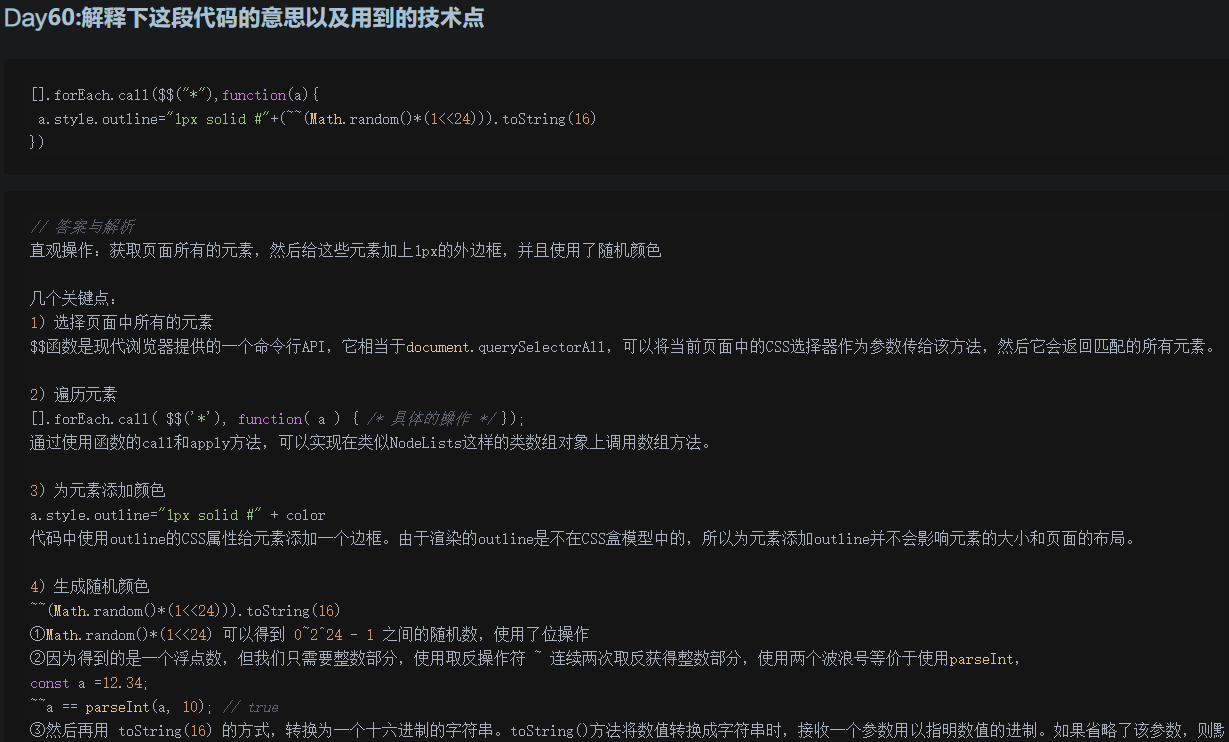 Day60:解释下这段代码的意思以及用到的技术点
[].forEach.call($$("*"),function(a){
a.style.outline="1px solid #"+(~~(Math.random()*(1<<24))).toString(16)
})
// 答案与解析
直观操作：获取页面所有的元素，然后给这些元素加上1px的外边框，并且使用了随机颜色
几个关键点：
1）选择页面中所有的元素
$$函数是现代浏览器提供的一个命令行API，它相当于document.querySelectorAll，可以将当前页面中的CSS选择器作为参数传给该方法，然后它会返回匹配的所有元素。
2）遍历元素
[].forEach.call( $$('*'), function( a ) { /* 具体的操作 */ });
通过使用函数的call和apply方法，可以实现在类似NodeLists这样的类数组对象上调用数组方法。
3）为元素添加颜色
a.style.outline="1px solid #" + color
代码中使用outline的CSS属性给元素添加一个边框。由于渲染的outline是不在CSS盒模型中的，所以为元素添加outline并不会影响元素的大小和页面的布局。
4）生成随机颜色
~~(Math.random()*(1<<24))).toString(16)
①Math.random()*(1<<24) 可以得到 0~2^24 - 1 之间的随机数，使用了位操作
②因为得到的是一个浮点数，但我们只需要整数部分，使用取反操作符 ~ 连续两次取反获得整数部分，使用两个波浪号等价于使用parseInt，
const a =12.34;
~~a == parseInt(a, 10); // true
③然后再用 toString(16) 的方式，转换为一个十六进制的字符串。toString()方法将数值转换成字符串时，接收一个参数用以指明数值的进制。如果省略了该参数，则默